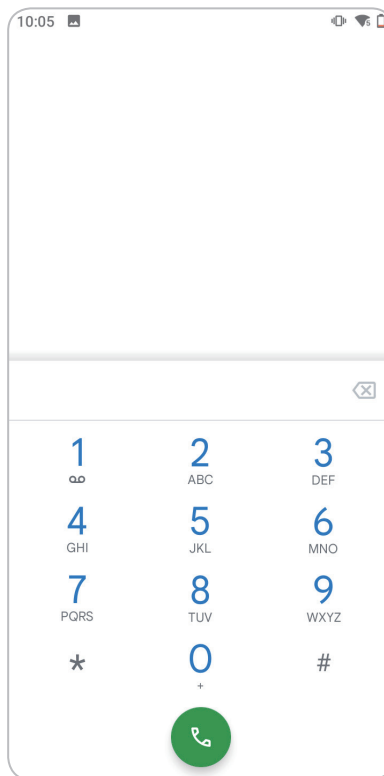 10:05
1 2 3
ABC DEF
4 5 6
GHI JKL MNO
7 8 9
PQRS TUV WXYZ
* 0 #
+